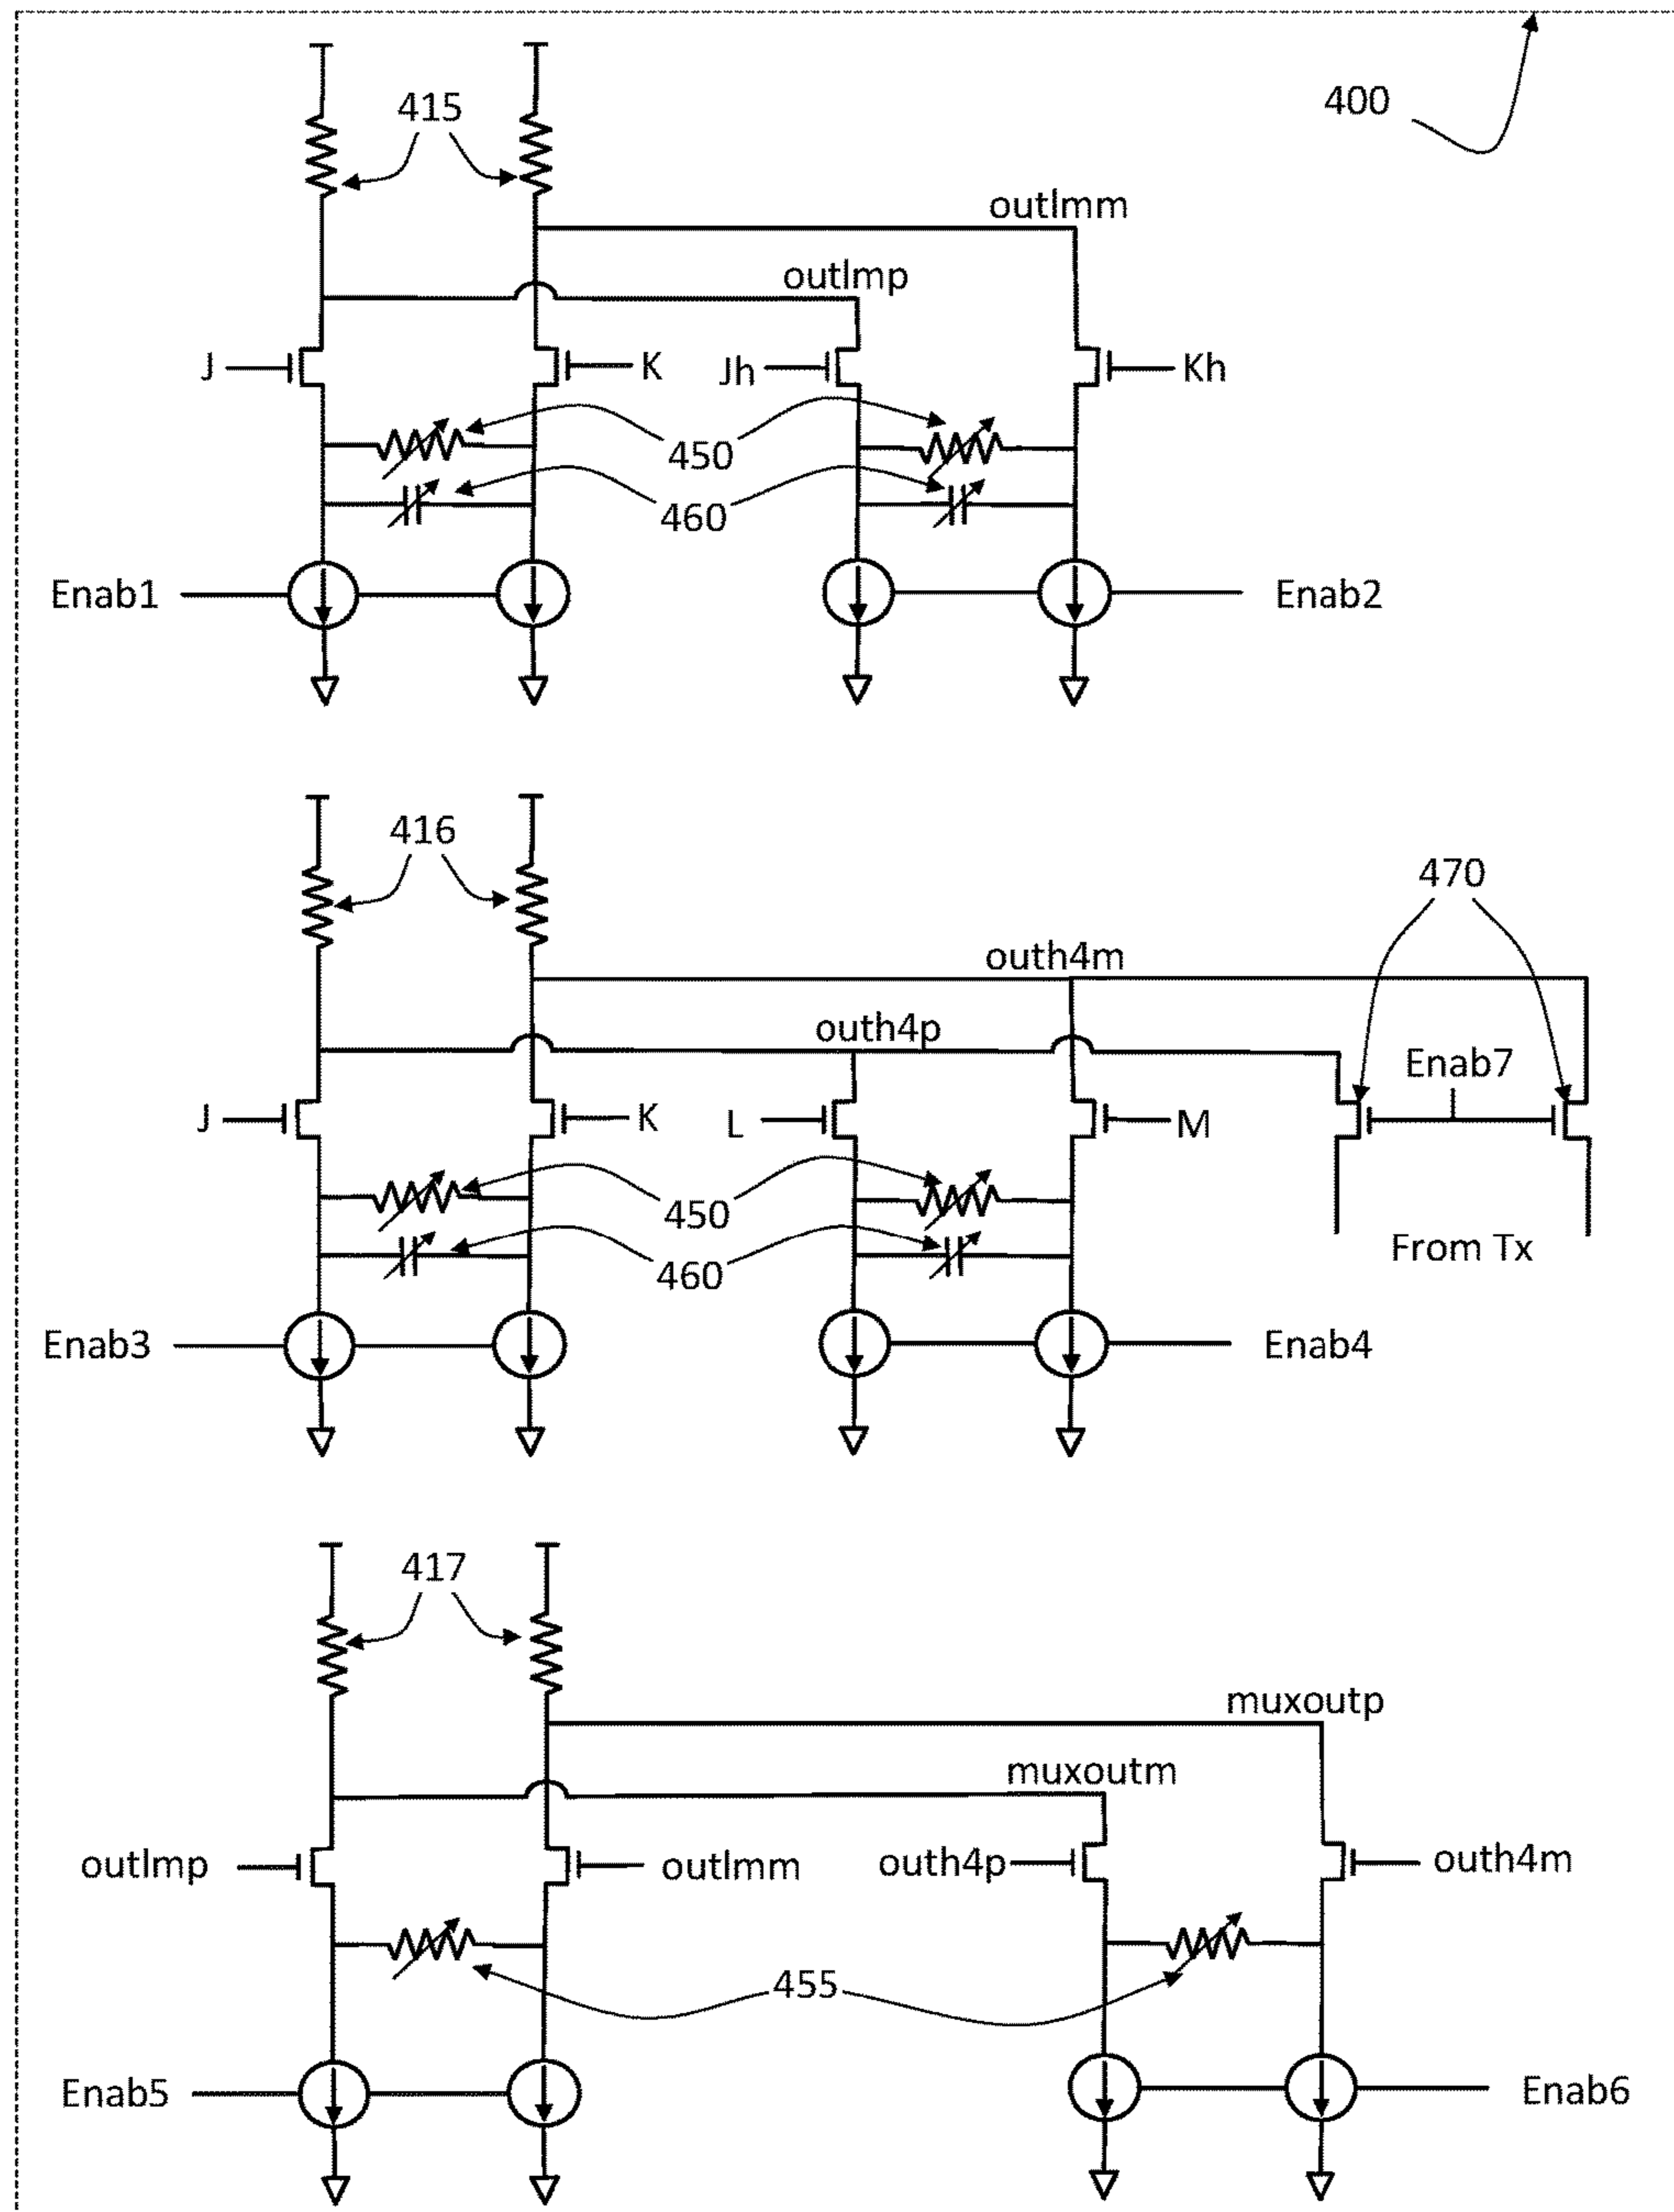 400
415
outlmm
outlmp
J
K
Jh
Kh
450
460
Enab1
Enab2
416
470
outh4m
outh4p
Enab7
J
K
L
M
450
From Tx
460
Enab3
Enab4
417
muxoutp
muxoutm
outlmp
outlmm
outh4p
outh4m
455
Enab5
Enab6